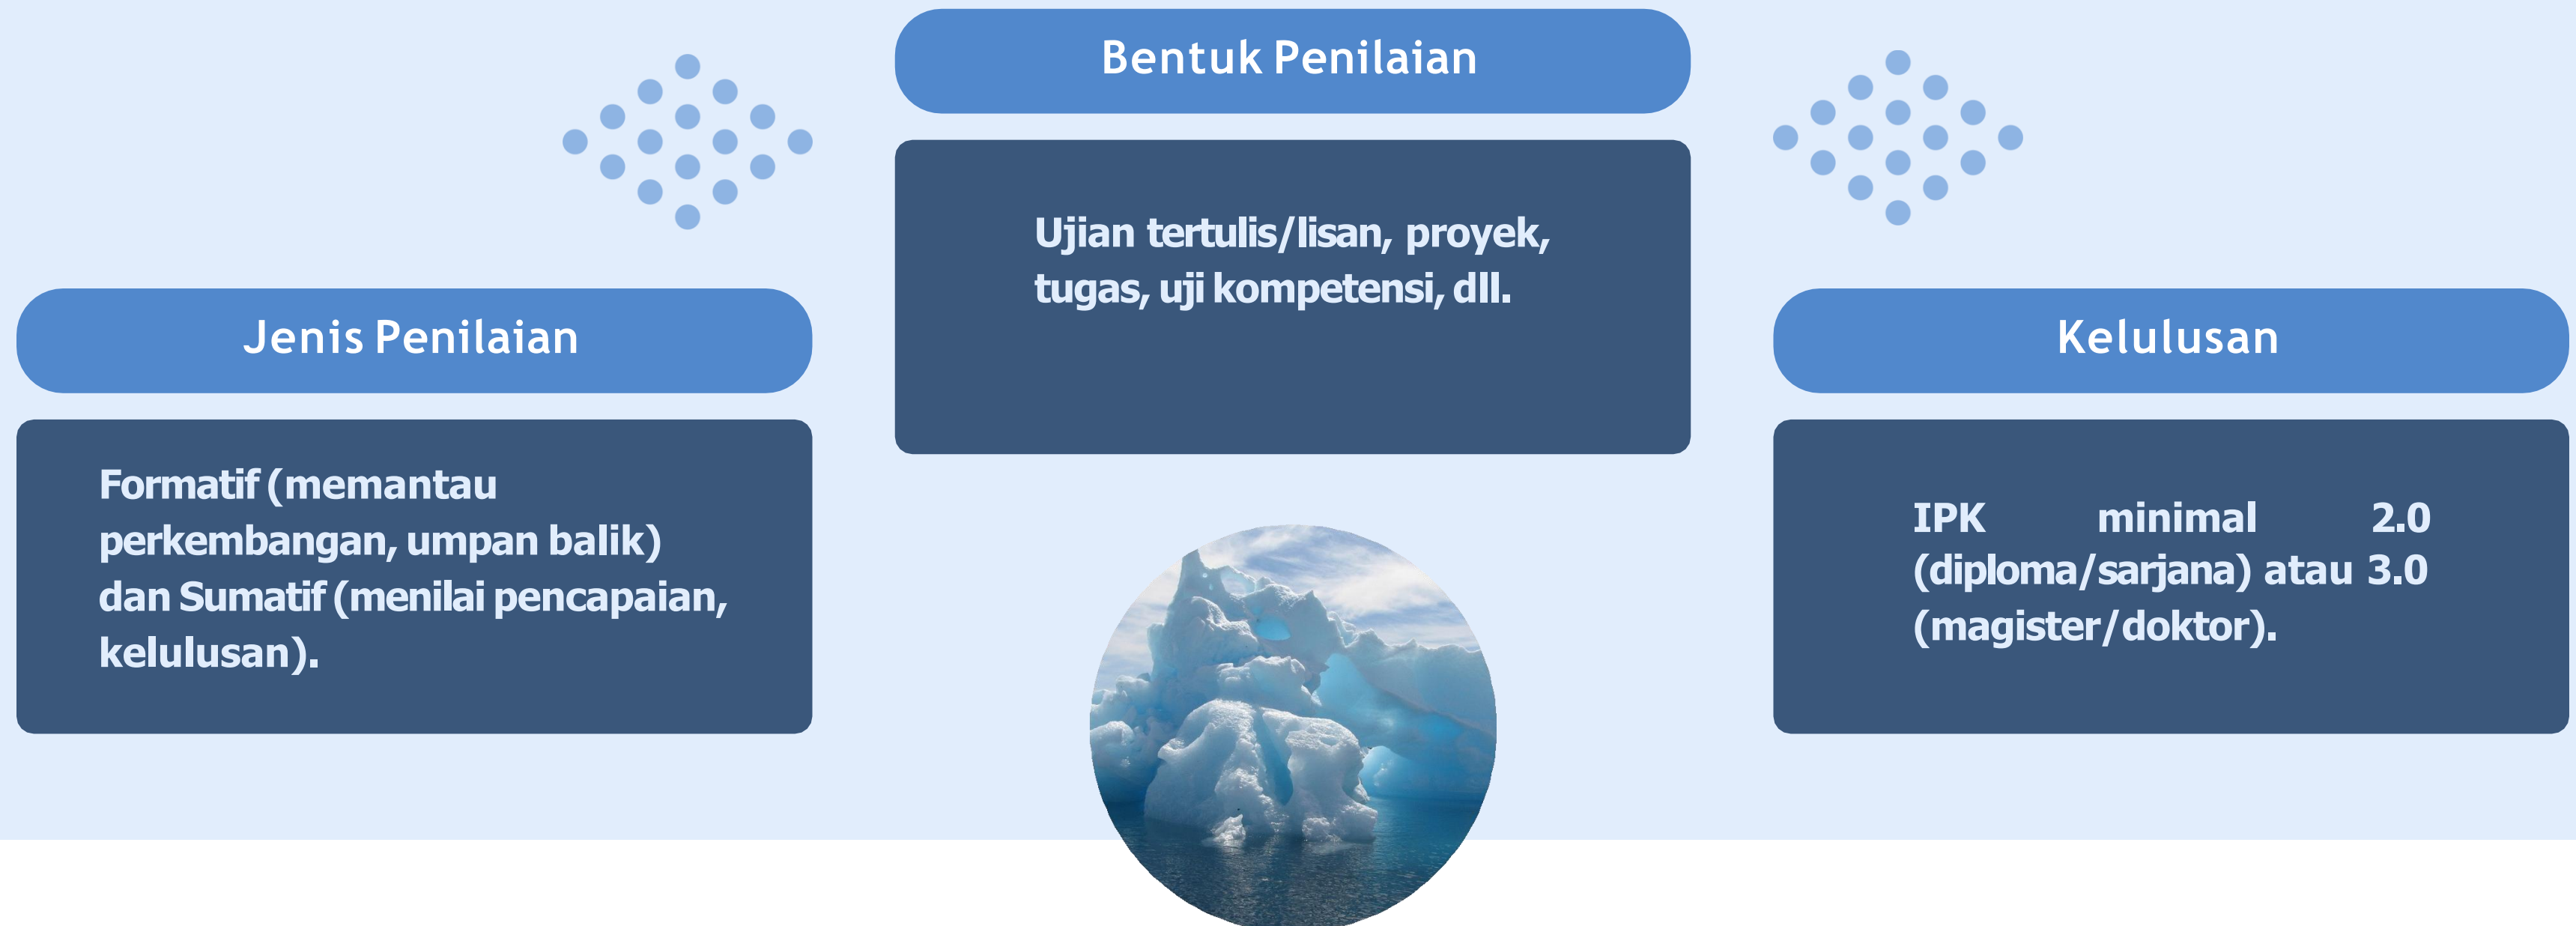 Jenis Penilaian
Formatif (memantau
perkembangan, umpan balik)
dan Sumatif (menilai pencapaian,
kelulusan).
Bentuk Penilaian
Ujian tertulis/lisan, proyek,
tugas, uji kompetensi, dll.
Kelulusan
IPK minimal 2.0
(diploma/sarjana) atau 3.0
(magister/doktor).